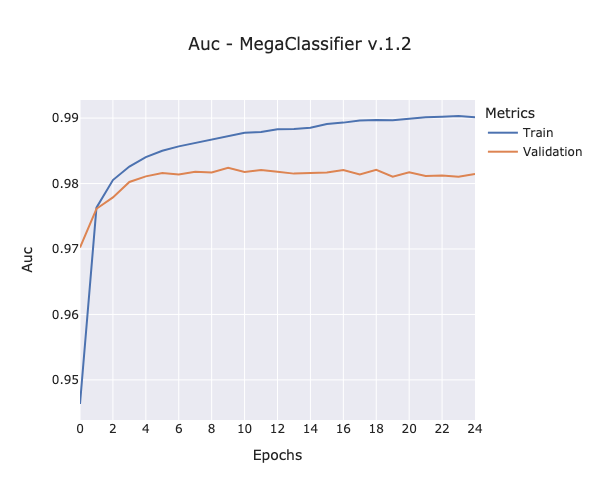 Auc - MegaClassifier v.1.2
Metrics
Train
Validation
0.99
0.98
0.97
0.96
0.95
Auc
0 2 4 6 8 10 12 14 16 18 20 22 24
Epochs